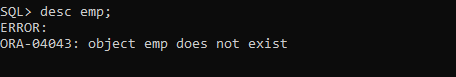 SQL> desc emp;
ERROR:
ORA-04043: object emp does not exist